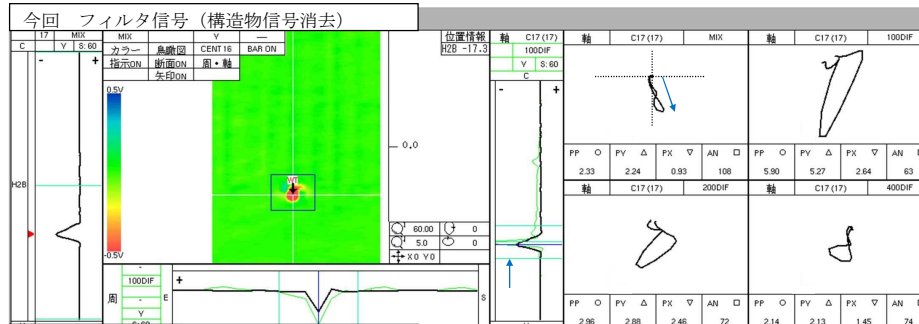 今回 フィルタ信号（構造物信号消去）
17 MIX
C Y S:60
- +
H2B
MIX Y —
カラー 鳥瞰図 CENT 16 BAR ON
指示ON 断面ON 周・軸
矢印ON
0.5V
-0.5V
WT
位置情報
H2B -17.3
0.0
60.00 0
5.0 0
X 0 Y 0
周
-
100DIF
-
Y
E + S
軸 C17 (17)
100DIF
Y S:60
C
- +
軸 C17 (17) MIX
PP ○ PY △ PX ▽ AN □
2.33 2.24 0.93 108
軸 C17 (17) 100DIF
PP ○ PY △ PX ▽ AN
5.90 5.27 2.64 63
軸 C17 (17) 200DIF
PP ○ PY △ PX ▽ AN □
2.96 2.88 2.46 72
軸 C17 (17) 400DIF
PP ○ PY △ PX ▽ AN
2.14 2.13 1.45 74